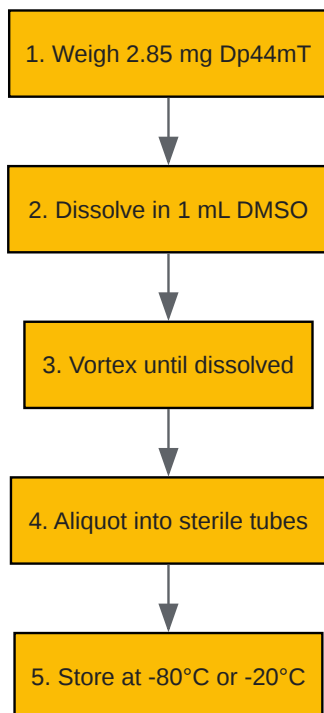 1. Weigh 2.85 mg Dp44mT
2. Dissolve in 1 mL DMSO
3. Vortex until dissolved
4. Aliquot into sterile tubes
5. Store at -80°C or -20°C